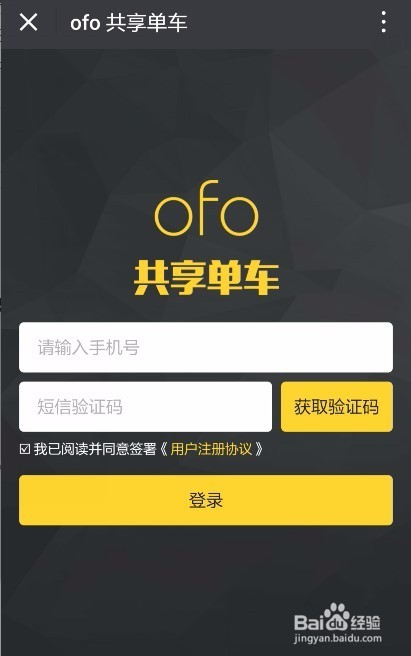 ofo 共享单车
ofo
共享单车
请输入手机号
短信验证码 获取验证码
我已阅读并同意签署《用户注册协议》
登录
Baidu经验
jingyan.baidu.com